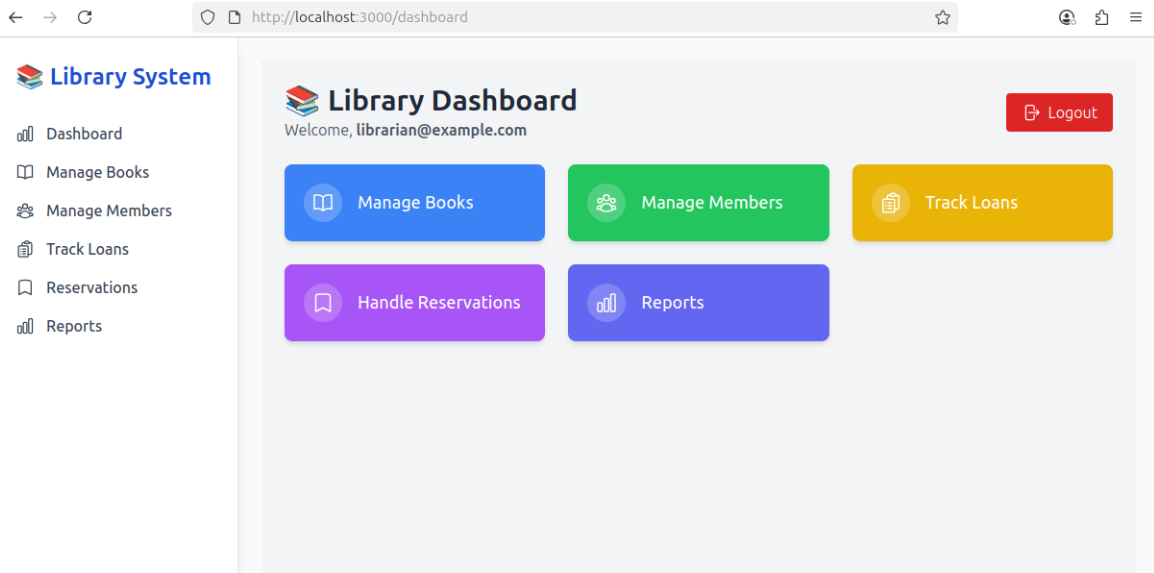 http://localhost:3000/dashboard
Library System
Dashboard
Manage Books
Manage Members
Track Loans
Reservations
Reports
Library Dashboard
Welcome, librarian@example.com
Logout
Manage Books
Manage Members
Track Loans
Handle Reservations
Reports